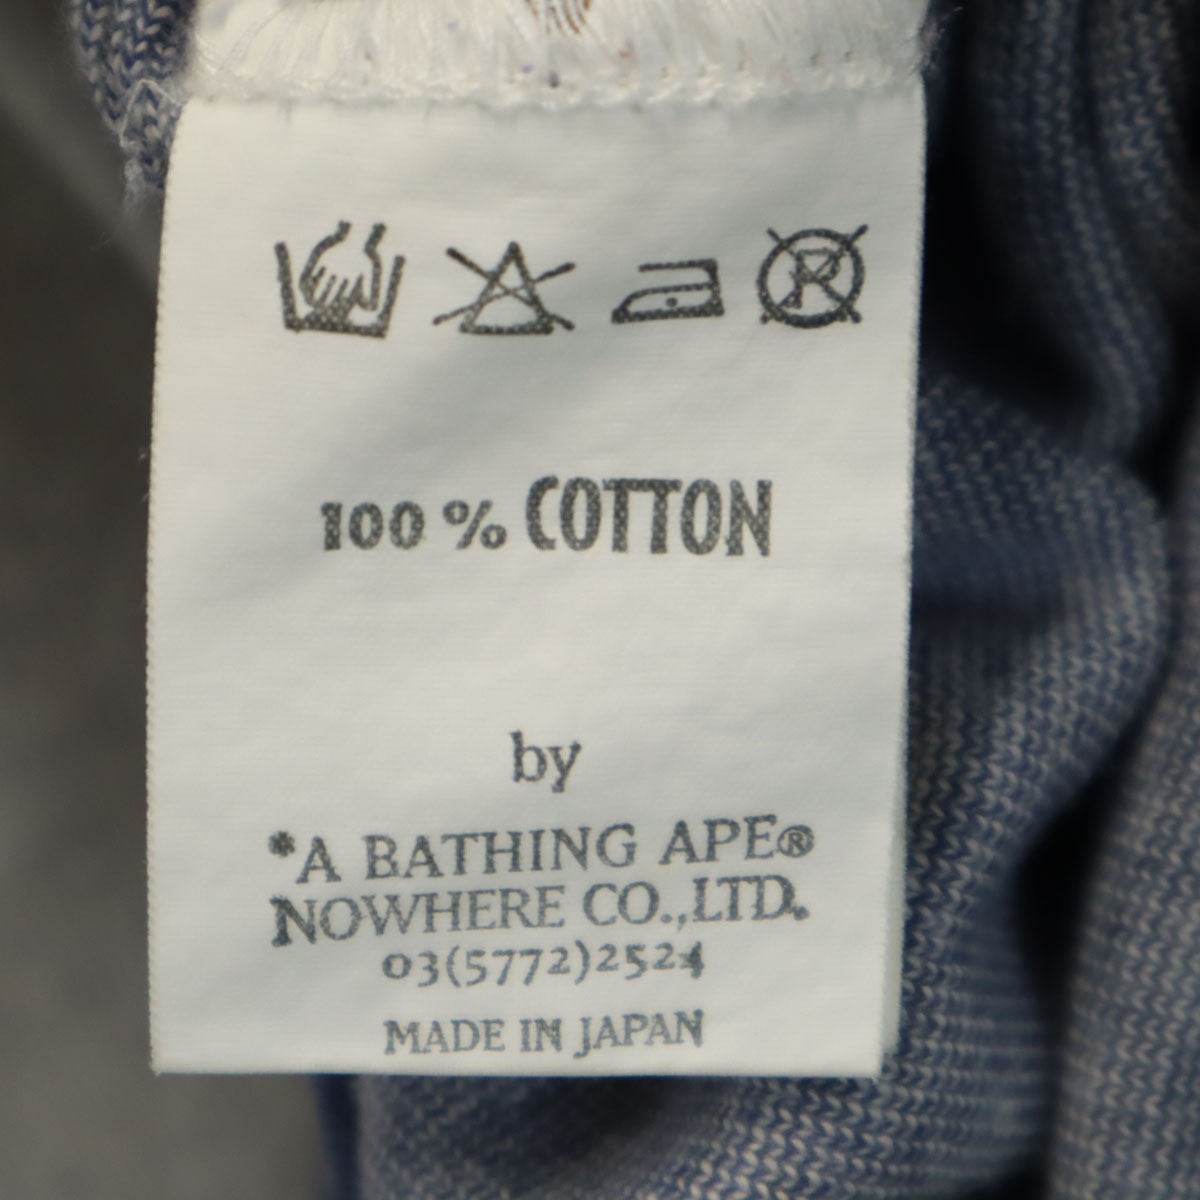 R
100 % COTTON
by
*A BATHING APE®
NOWHERE CO.,LTD.
03(5772)2524
MADE IN JAPAN